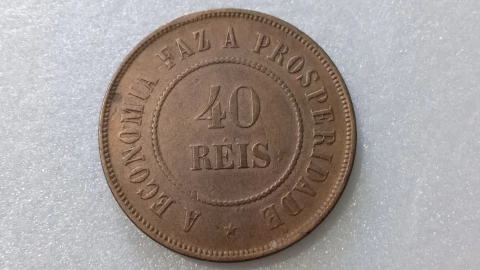 A ECONOMIA FAZ A PROSPERIDADE
40
RÉIS